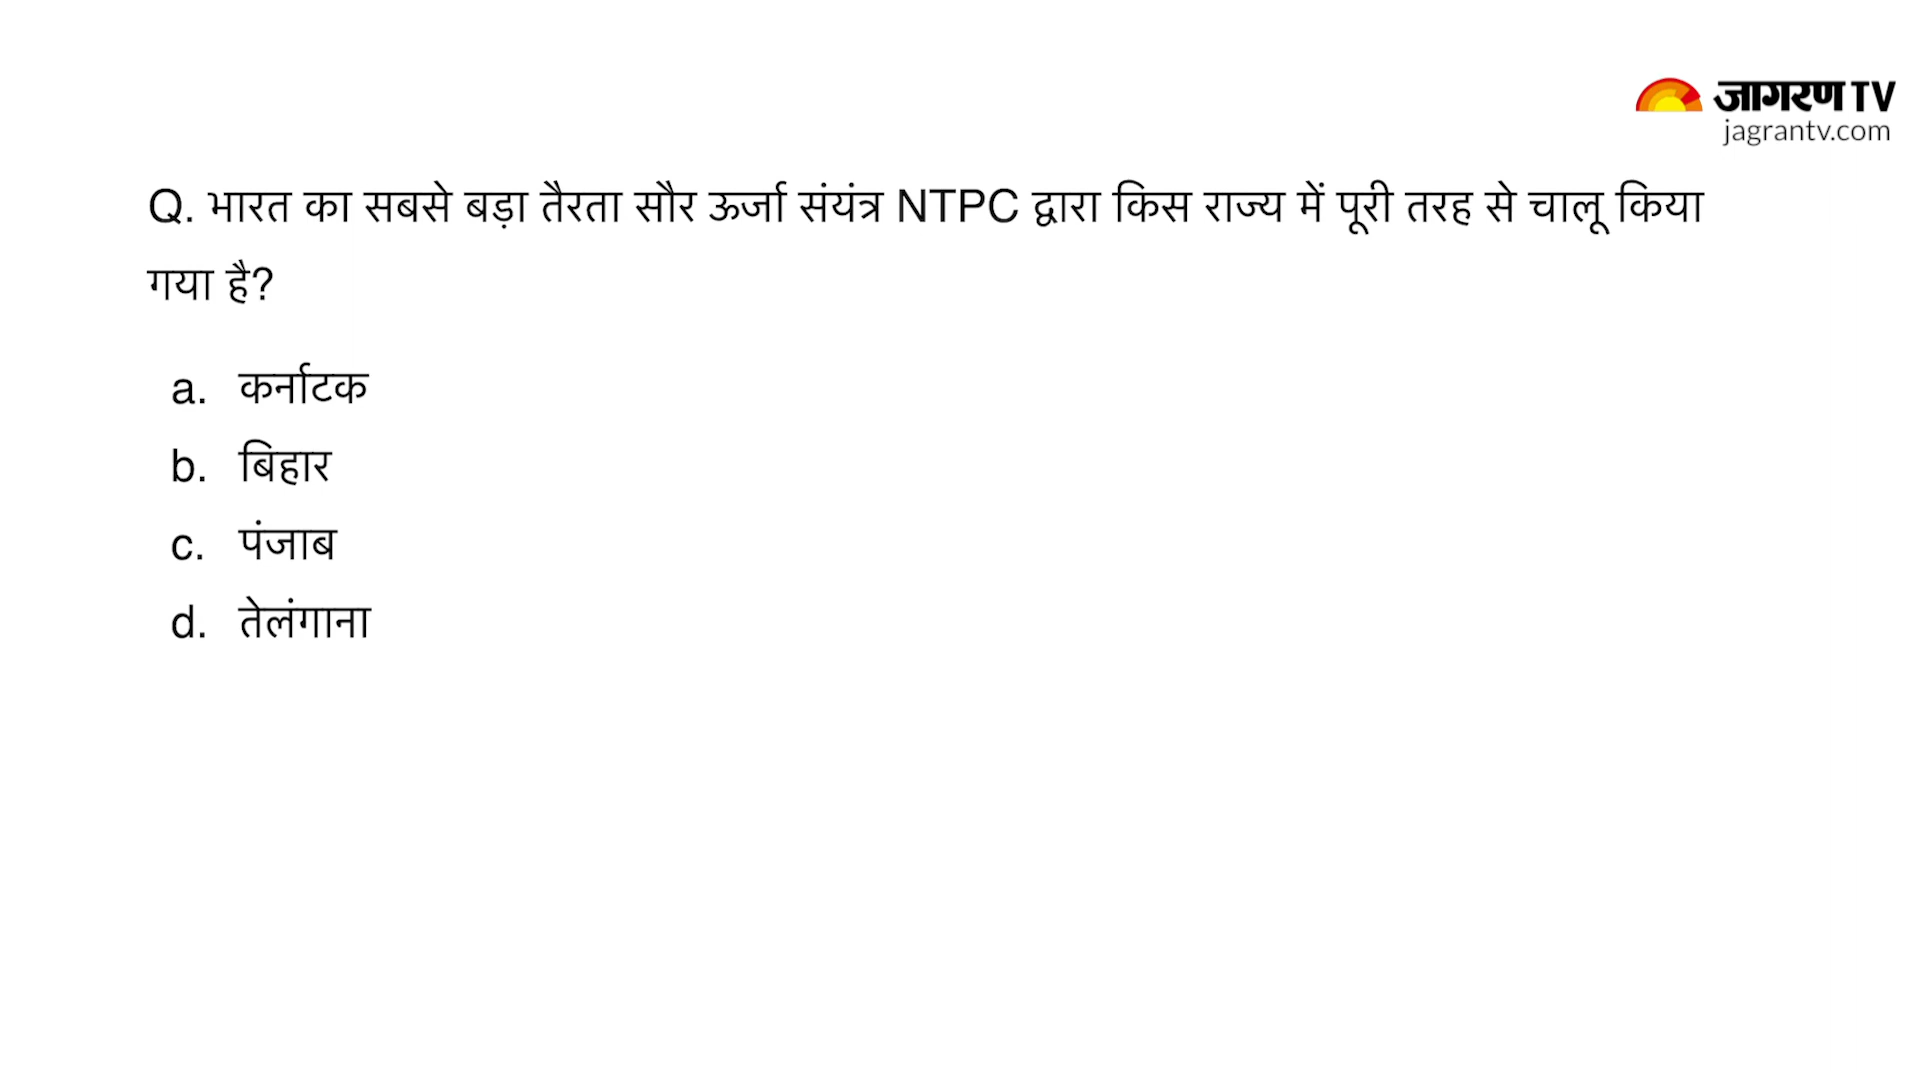 जागरण TV
jagrantv.com
Q. भारत का सबसे बड़ा तैरता सौर ऊर्जा संयंत्र NTPC द्वारा किस राज्य में पूरी तरह से चालू किया
गया है?
a. कर्नाटक
b. बिहार
c. पंजाब
d. तेलंगाना